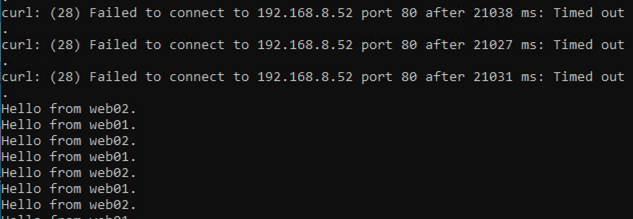 .
curl: (28) Failed to connect to 192.168.8.52 port 80 after 21038 ms: Timed out
.
curl: (28) Failed to connect to 192.168.8.52 port 80 after 21027 ms: Timed out
.
curl: (28) Failed to connect to 192.168.8.52 port 80 after 21031 ms: Timed out
.
Hello from web02.
Hello from web01.
Hello from web02.
Hello from web01.
Hello from web02.
Hello from web01.
Hello from web02.
Hello from web01.